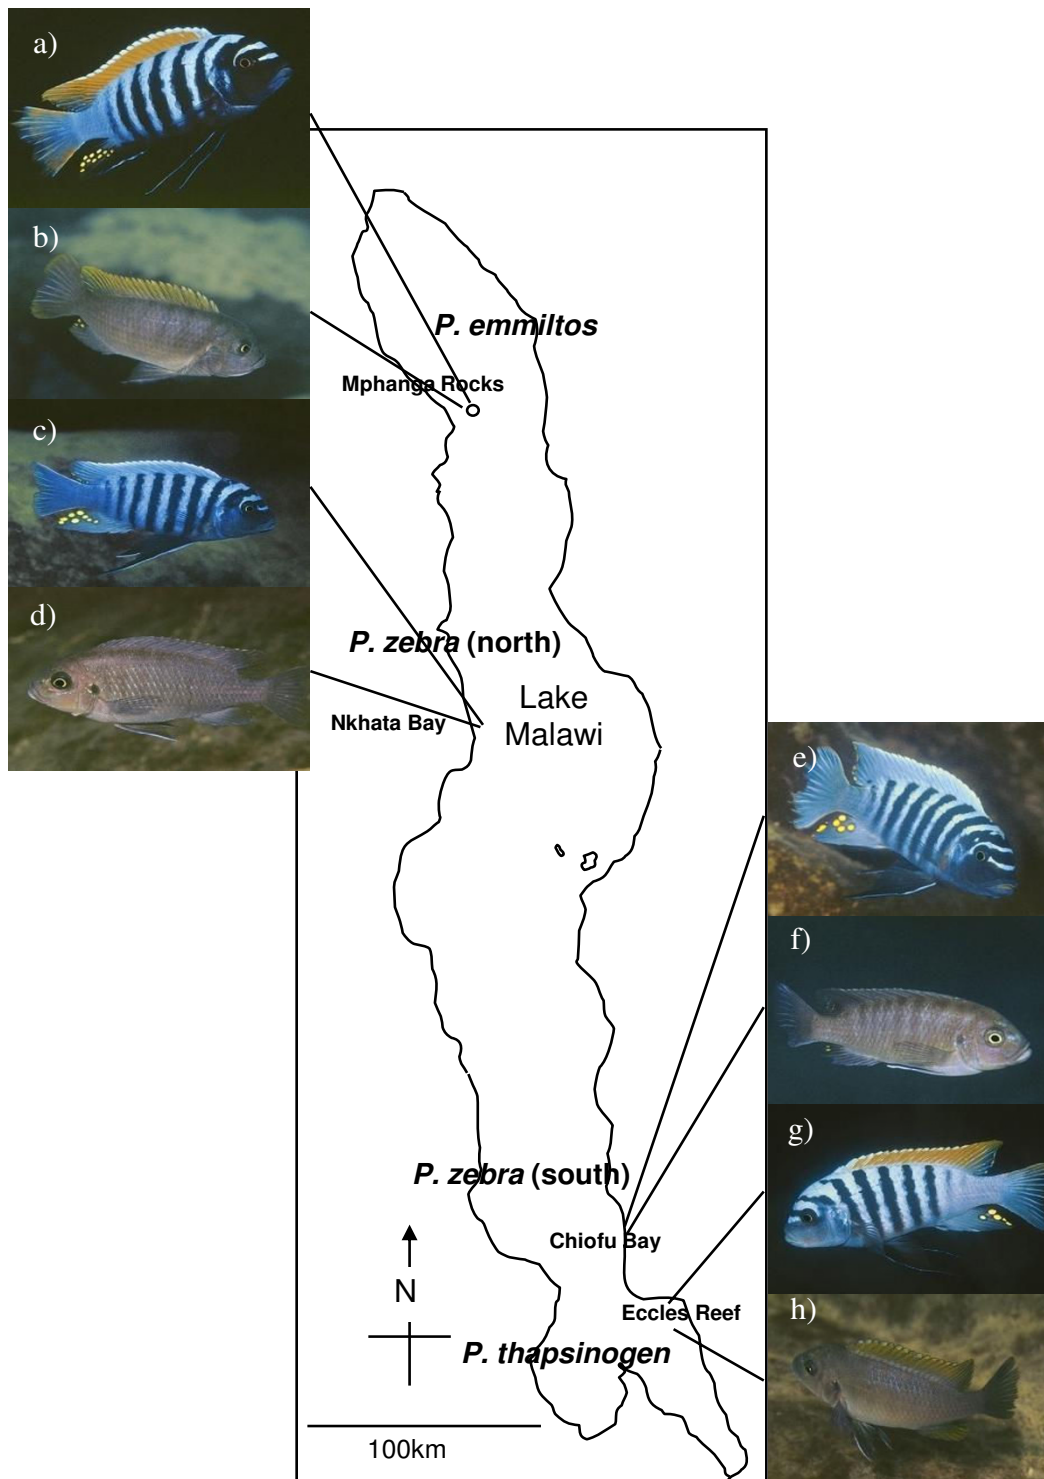 a)
b)
c)
d)
P. emmiltos
Mphanga Rocks
P. zebra (north)
Lake
Malawi
Nkhata Bay
e)
f)
g)
h)
P. zebra (south)
Chiofu Bay
Eccles Reef
P. thapsinogen
N
100km